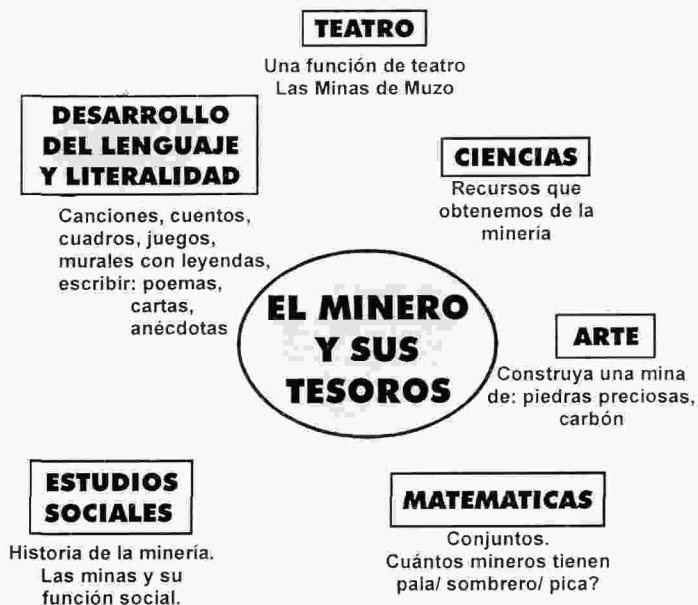 TEATRO
Una función de teatro
Las Minas de Muzo
DESARROLLO
DEL LENGUAJE
Y LITERALIDAD
Canciones, cuentos,
cuadros, juegos,
murales con leyendas,
escribir: poemas,
cartas,
anécdotas
CIENCIAS
Recursos que
obtenemos de la
minería
EL MINERO
Y SUS
TESOROS
ARTE
Construya una mina
de: piedras preciosas,
carbón
ESTUDIOS
SOCIALES
Historia de la minería.
Las minas y su
función social.
MATEMATICAS
Conjuntos.
Cuántos mineros tienen
pala/ sombrero/ pica?